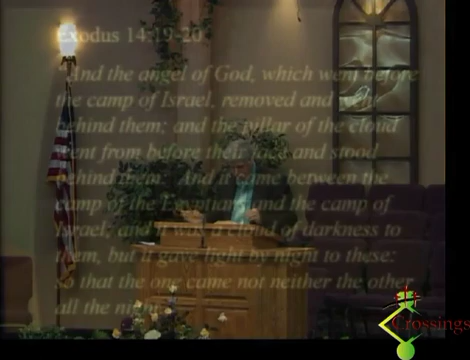 Exodus 14:19-20
And the angel of God, which went before
the camp of Israel, removed and
behind them; and the pillar of the cloud
went from before their face and stood
behind them: And it came between the
camp of the Egyptians and the camp of
Israel; and it was a cloud of darkness to
them, but it gave light by night to these:
so that the one came not neither the other
all the night.
Crossings